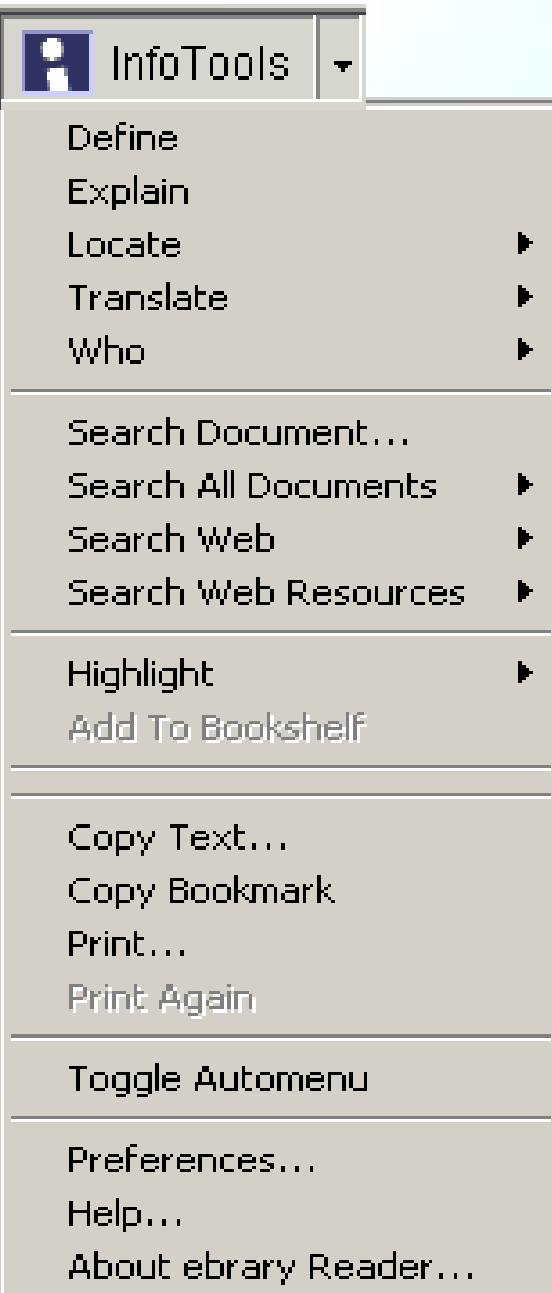 InfoTools
Define
Explain
Locate
Translate
Who
Search Document...
Search All Documents
Search Web
Search Web Resources
Highlight
Add To Bookshelf
Copy Text...
Copy Bookmark
Print...
Print Again
Toggle Automenu
Preferences...
Help...
About ebrary Reader...